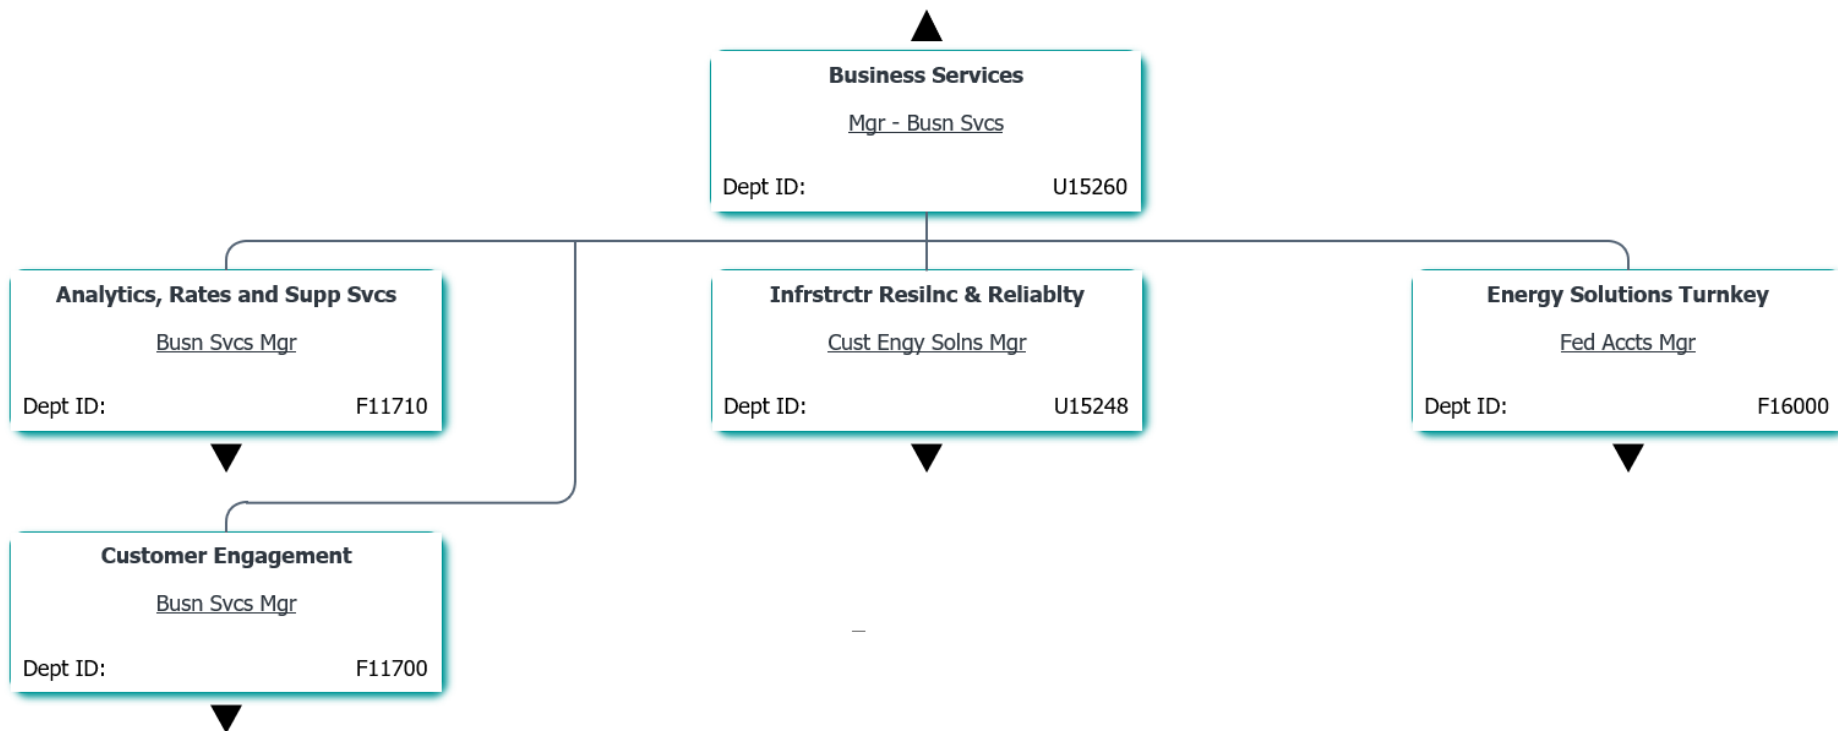 Business Services
Mgr - Busn Svcs
Dept ID: U15260
Analytics, Rates and Supp Svcs
Busn Svcs Mgr
Dept ID: F11710
Infrstrctr Resilnc & Reliablty
Cust Engy Solns Mgr
Dept ID: U15248
Energy Solutions Turnkey
Fed Accts Mgr
Dept ID: F16000
Customer Engagement
Busn Svcs Mgr
Dept ID: F11700